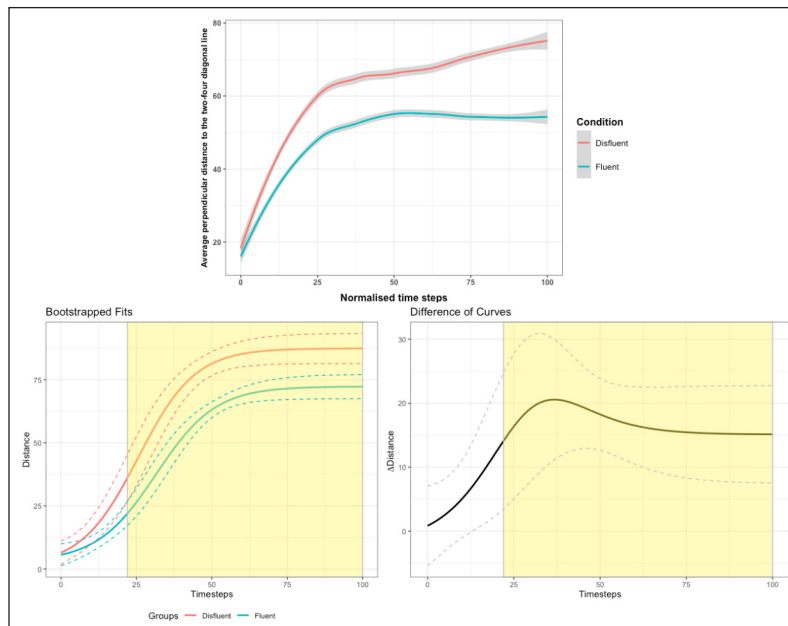 Average perpendicular distance to the two-four diagonal line
80
60
40
20
0
25
50
75
100
Normalised time steps
Condition
Disfluent
Fluent
Bootstrapped Fits
Distance
75
50
25
0
0
25
50
75
100
Timesteps
Groups Disfluent Fluent
Difference of Curves
ΔDistance
30
20
10
0
0
25
50
75
100
Timesteps